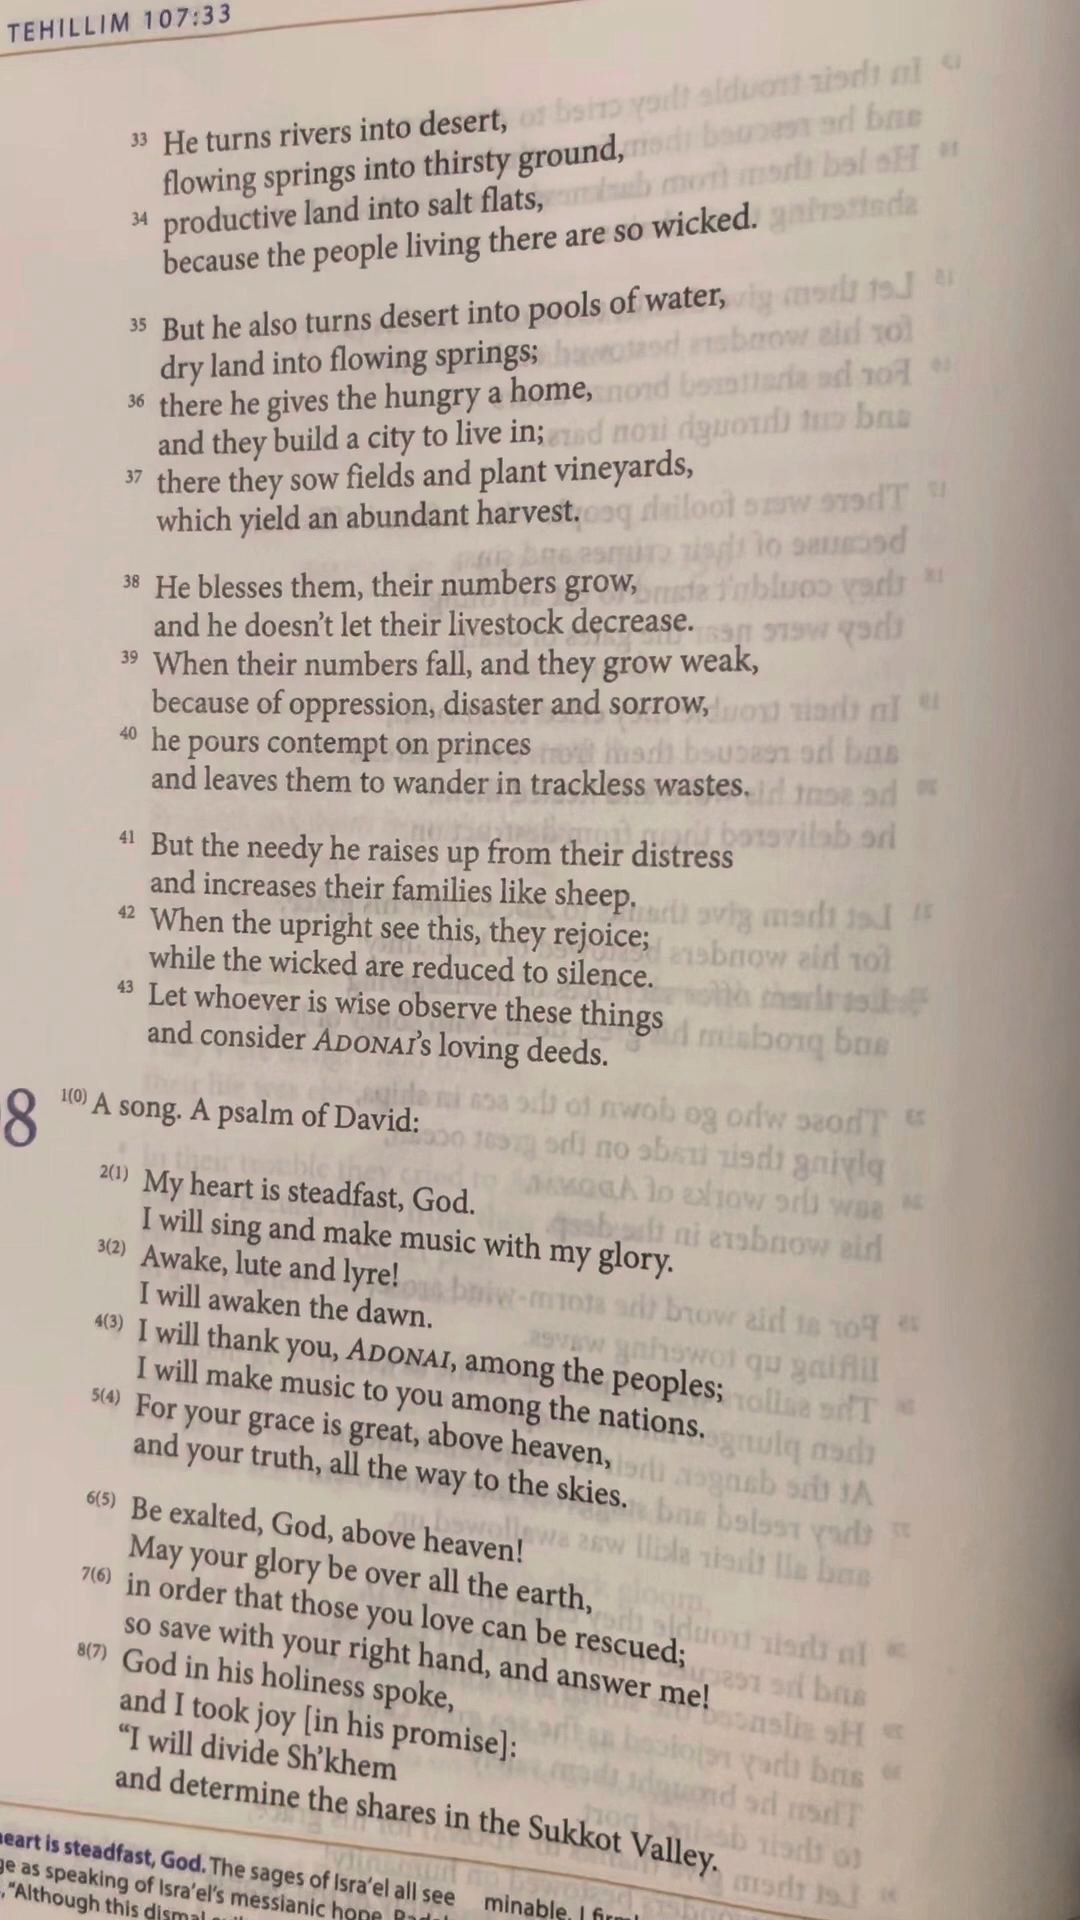 TEHILLIM 107:33
33 He turns rivers into desert,
flowing springs into thirsty ground,
34 productive land into salt flats,
because the people living there are so wicked.
35 But he also turns desert into pools of water,
dry land into flowing springs;
36 there he gives the hungry a home,
and they build a city to live in;
37 there they sow fields and plant vineyards,
which yield an abundant harvest.
38 He blesses them, their numbers grow,
and he doesn't let their livestock decrease.
39 When their numbers fall, and they grow weak,
because of oppression, disaster and sorrow,
40 he pours contempt on princes
and leaves them to wander in trackless wastes.
41 But the needy he raises up from their distress
and increases their families like sheep.
42 When the upright see this, they rejoice;
while the wicked are reduced to silence.
43 Let whoever is wise observe these things
and consider ADONAI's loving deeds.
8 1(0) A song. A psalm of David:
2(1) My heart is steadfast, God.
I will sing and make music with my glory.
3(2) Awake, lute and lyre!
I will awaken the dawn.
4(3) I will thank you, ADONAI, among the peoples;
I will make music to you among the nations.
5(4) For your grace is great, above heaven,
and your truth, all the way to the skies.
6(5) Be exalted, God, above heaven!
May your glory be over all the earth,
7(6) in order that those you love can be rescued;
so save with your right hand, and answer me!
8(7) God in his holiness spoke,
and I took joy [in his promise]:
"I will divide Sh'khem
and determine the shares in the Sukkot Valley.
heart is steadfast, God. The sages of Isra'el all see
as speaking of Isra'el's messianic hope.
"Although this
minable. I